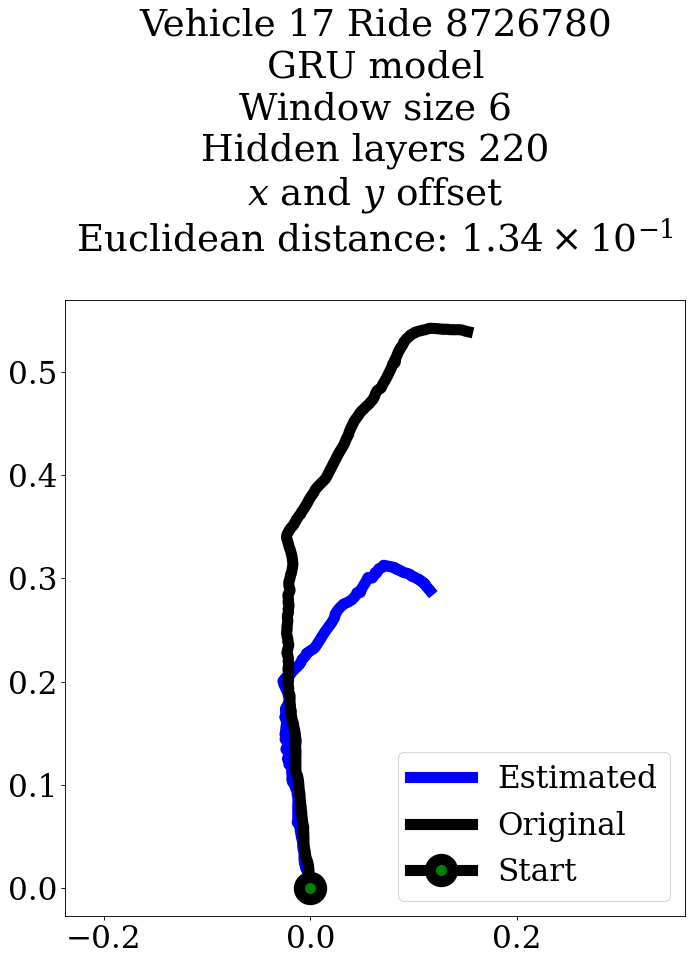 Vehicle 17 Ride 8726780
GRU model
Window size 6
Hidden layers 220
x and y offset
Euclidean distance: 1.34 × 10⁻¹
0.5
0.4
0.3
0.2
0.1
0.0
−0.2
0.0
0.2
Estimated
Original
Start